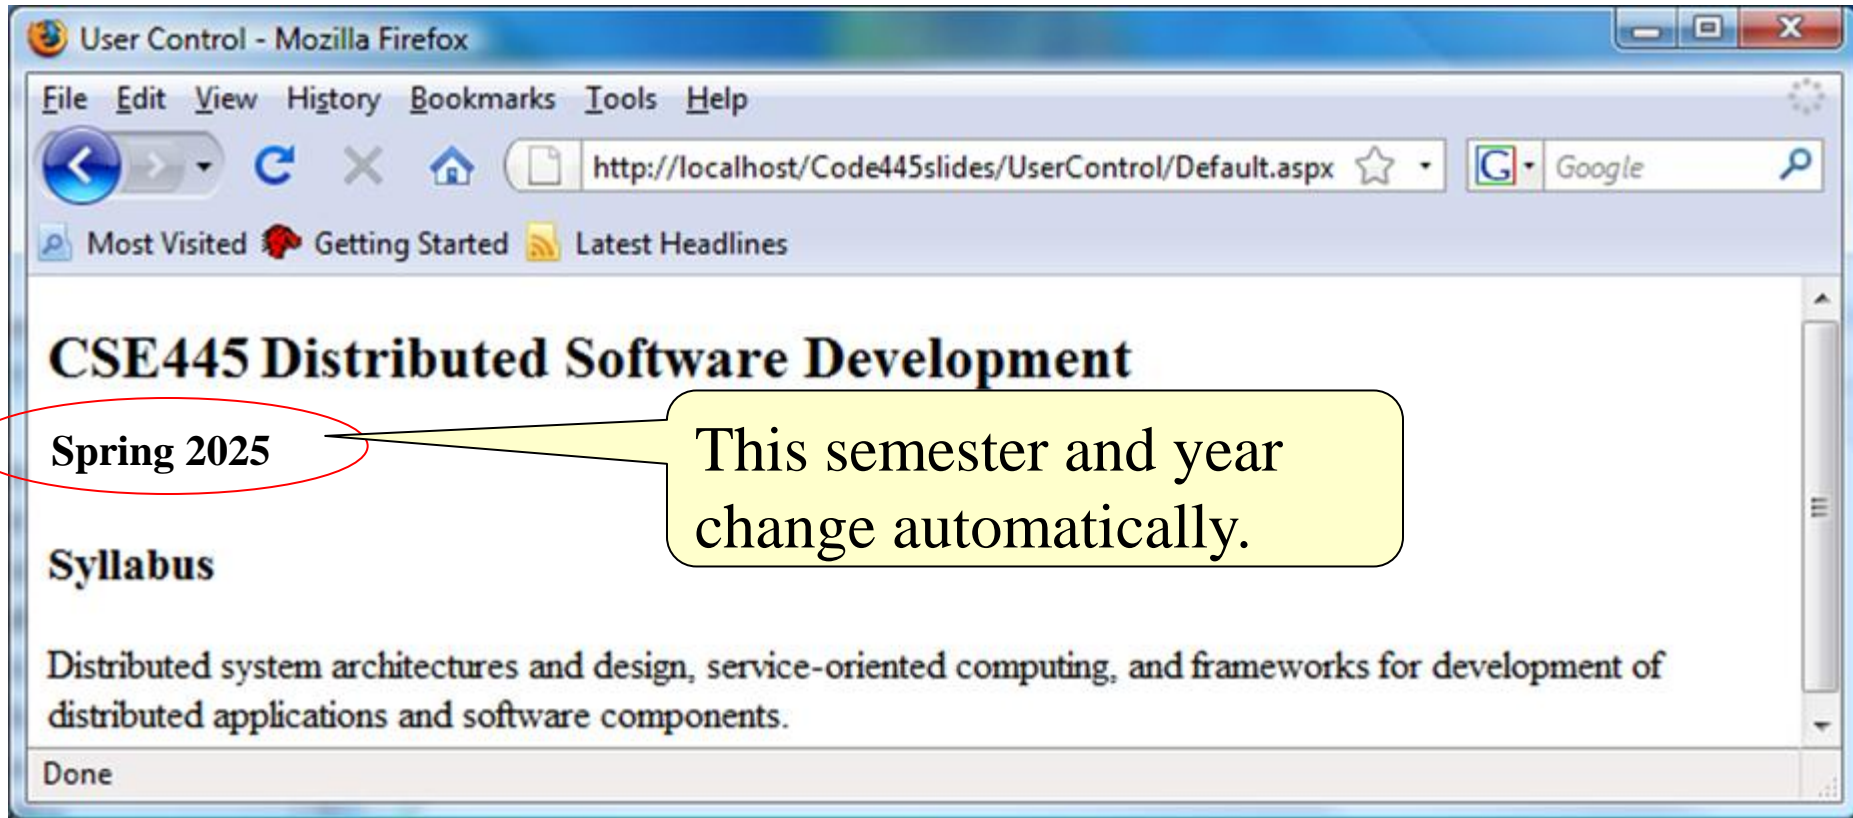 User Control - Mozilla Firefox
File Edit View History Bookmarks Tools Help
http://localhost/Code445slides/UserControl/Default.aspx G Google
Most Visited Getting Started Latest Headlines
CSE445 Distributed Software Development
Spring 2025
This semester and year
change automatically.
Syllabus
Distributed system architectures and design, service-oriented computing, and frameworks for development of
distributed applications and software components.
Done